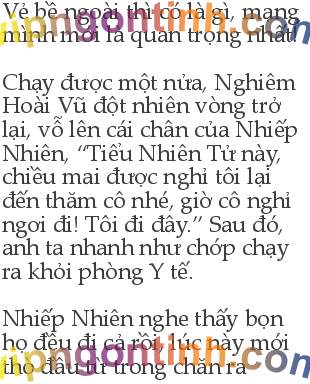 Vẻ bề ngoài thì có là gì, mạng
mình mới là quan trọng nhất!
Chạy được một nửa, Nghiêm
Hoài Vũ đột nhiên vòng trở
lại, vỗ lên cái chân của Nhiếp
Nhiên, “Tiểu Nhiên Tử này,
chiều mai được nghỉ tôi lại
đến thăm cô nhé, giờ cô nghỉ
ngơi đi! Tôi đi đây.” Sau đó,
anh ta nhanh như chớp chạy
ra khỏi phòng Y tế.
Nhiếp Nhiên nghe thấy bọn
họ đều đi cả rồi, lúc này mới
thò đầu từ trong chăn ra